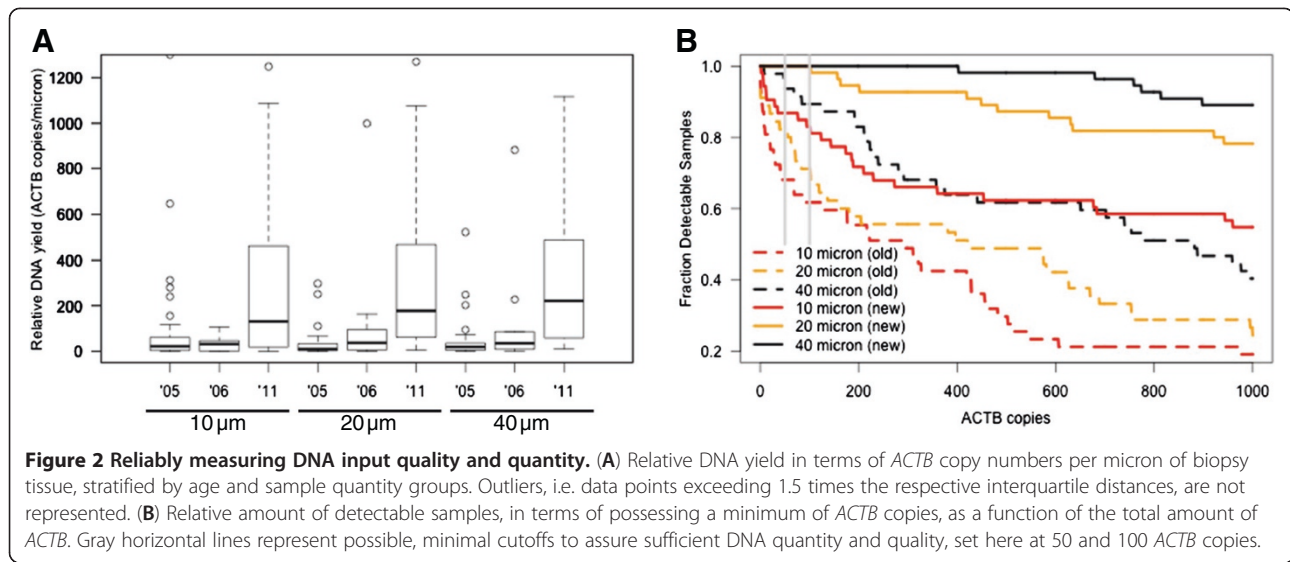 A
Relative DNA yield (ACTB copies/micron)
1200
1000
800
600
400
200
0
'05 '06 '11 '05 '06 '11 '05 '06 '11
10 µm 20 µm 40 µm
B
Fraction Detectable Samples
1.0
0.8
0.6
0.4
0.2
10 micron (old)
20 micron (old)
40 micron (old)
10 micron (new)
20 micron (new)
40 micron (new)
0 200 400 600 800 1000
ACTB copies
Figure 2 Reliably measuring DNA input quality and quantity. (A) Relative DNA yield in terms of ACTB copy numbers per micron of biopsy
tissue, stratified by age and sample quantity groups. Outliers, i.e. data points exceeding 1.5 times the respective interquartile distances, are not
represented. (B) Relative amount of detectable samples, in terms of possessing a minimum of ACTB copies, as a function of the total amount of
ACTB. Gray horizontal lines represent possible, minimal cutoffs to assure sufficient DNA quantity and quality, set here at 50 and 100 ACTB copies.